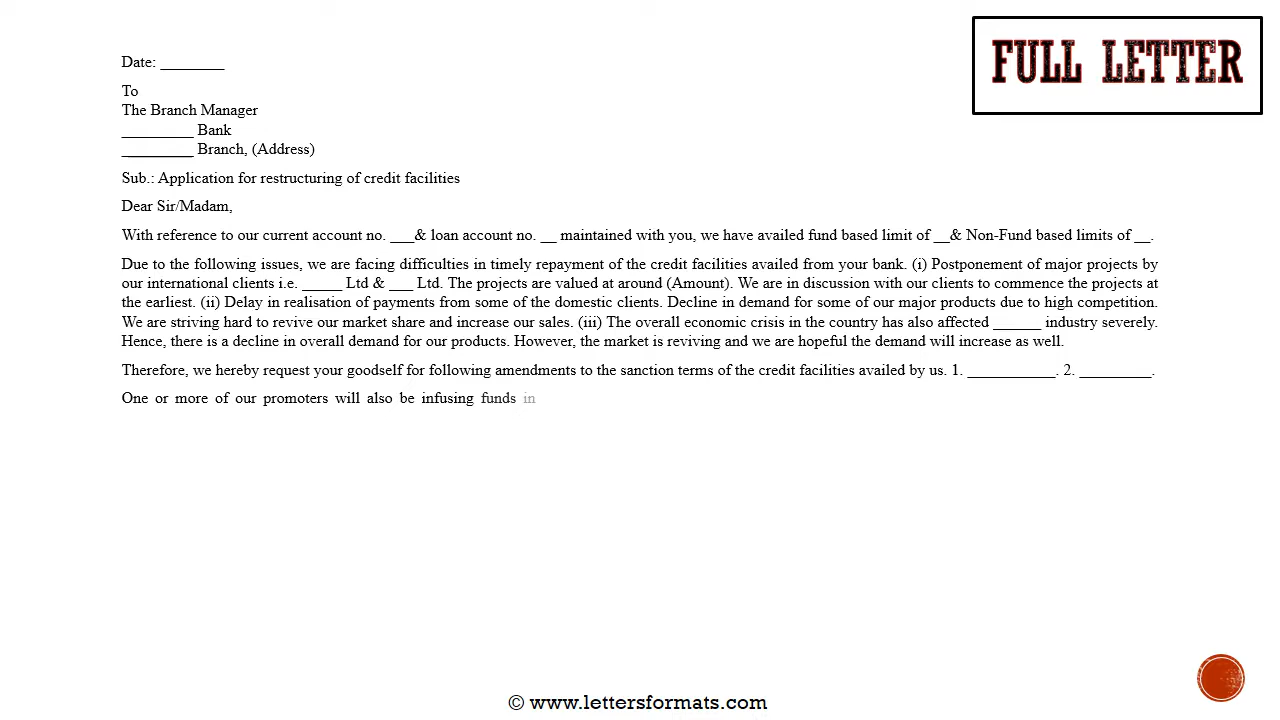 FULL LETTER
Date: ________
To
The Branch Manager
_________ Bank
_________ Branch, (Address)
Sub.: Application for restructuring of credit facilities
Dear Sir/Madam,
With reference to our current account no. ___& loan account no. __ maintained with you, we have availed fund based limit of __& Non-Fund based limits of __.
Due to the following issues, we are facing difficulties in timely repayment of the credit facilities availed from your bank. (i) Postponement of major projects by
our international clients i.e. _____ Ltd & ___ Ltd. The projects are valued at around (Amount). We are in discussion with our clients to commence the projects at
the earliest. (ii) Delay in realisation of payments from some of the domestic clients. Decline in demand for some of our major products due to high competition.
We are striving hard to revive our market share and increase our sales. (iii) The overall economic crisis in the country has also affected ______ industry severely.
Hence, there is a decline in overall demand for our products. However, the market is reviving and we are hopeful the demand will increase as well.
Therefore, we hereby request your goodself for following amendments to the sanction terms of the credit facilities availed by us. 1. ___________. 2. _________.
One or more of our promoters will also be infusing funds in
© www.lettersformats.com